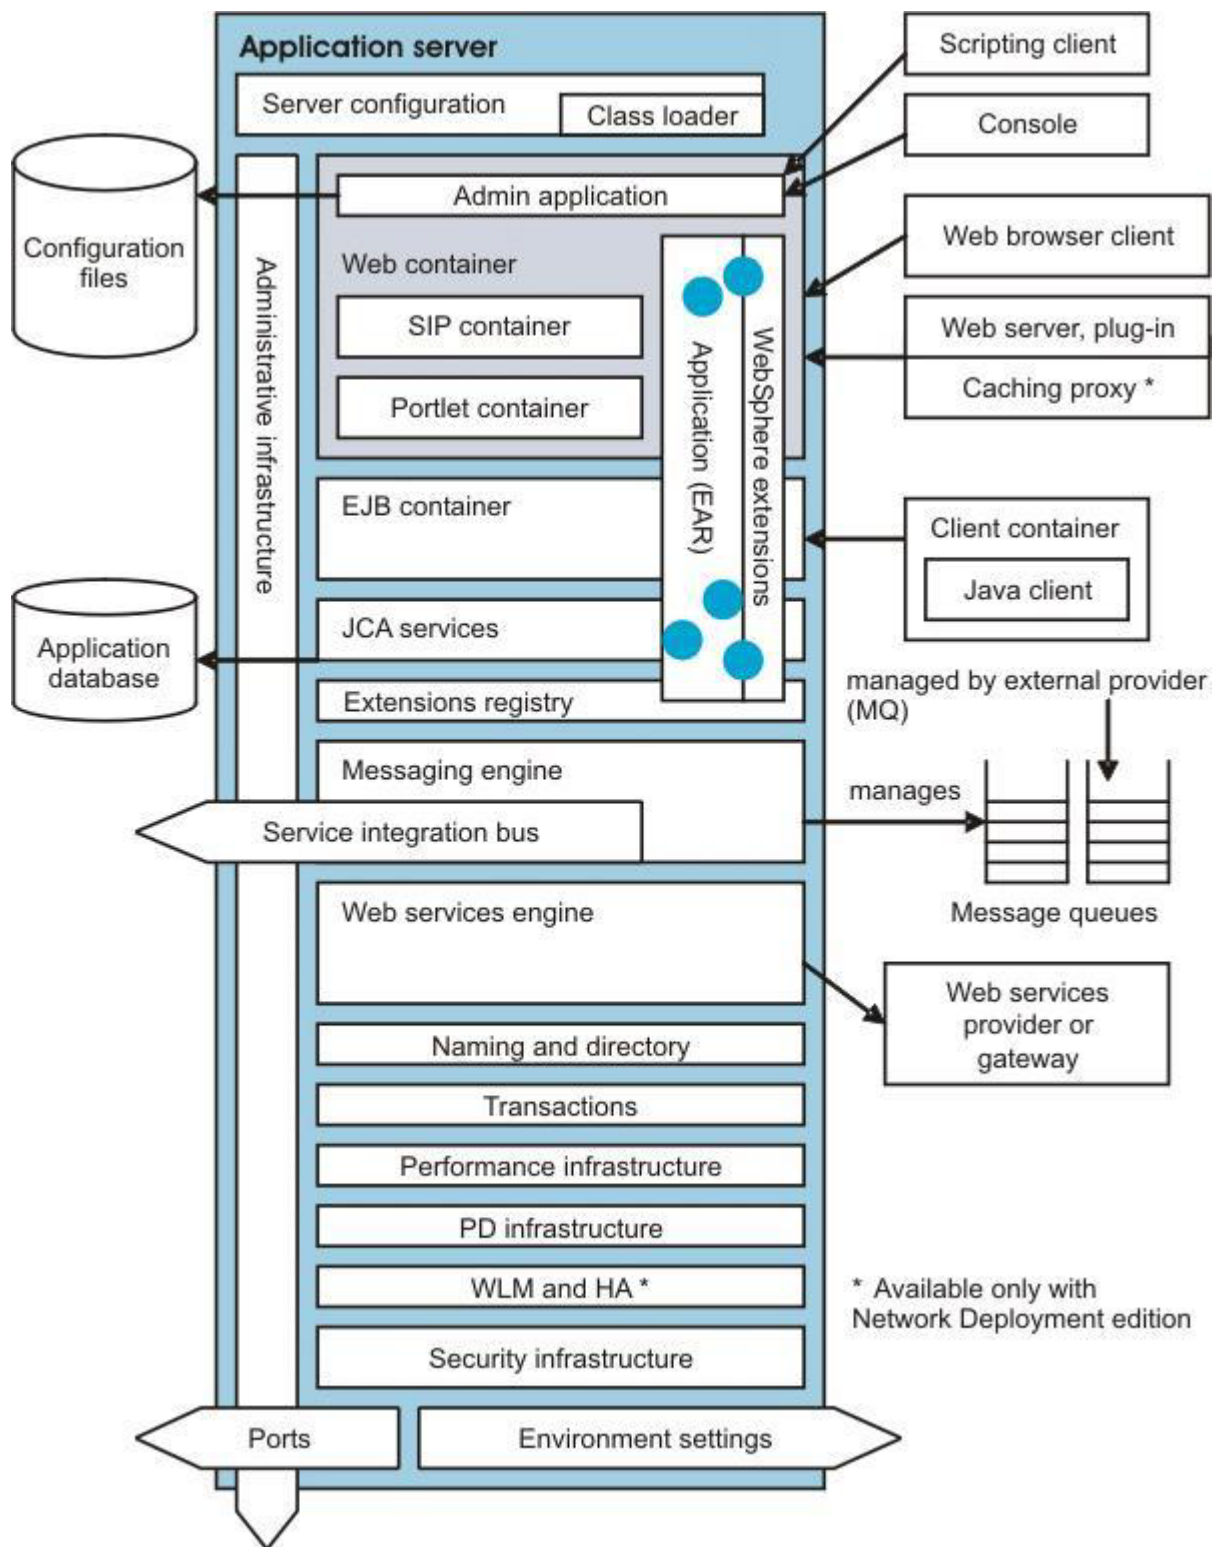 Application server
Server configuration
Class loader
Scripting client
Console
Configuration
files
Administrative infrastructure
Admin application
Web container
SIP container
Portlet container
Application (EAR)
WebSphere extensions
Web browser client
Web server, plug-in
Caching proxy *
EJB container
Client container
Java client
Application
database
JCA services
Extensions registry
managed by external provider
(MQ)
Messaging engine
manages
Service integration bus
Message queues
Web services engine
Web services
provider or
gateway
Naming and directory
Transactions
Performance infrastructure
PD infrastructure
WLM and HA *
* Available only with
Network Deployment edition
Security infrastructure
Ports
Environment settings